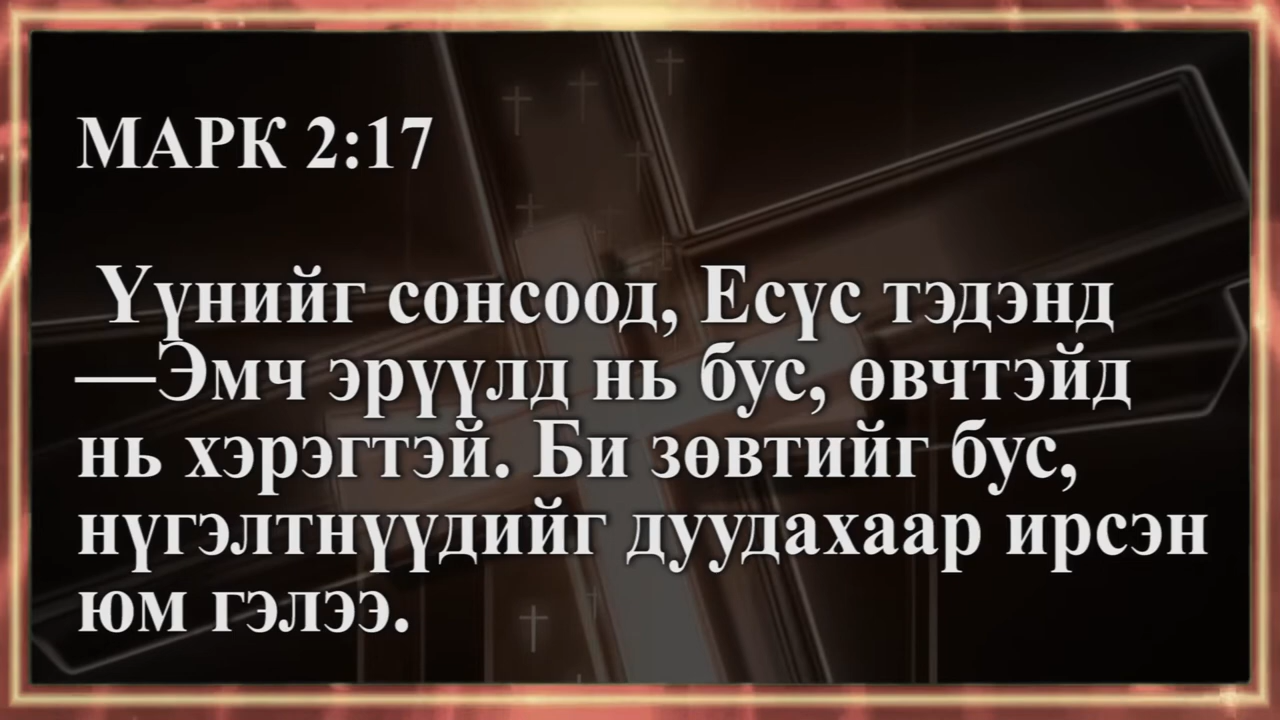 МАРК 2:17
Үүнийг сонсоод, Есүс тэдэнд
—Эмч эрүүлд нь бус, өвчтэйд
нь хэрэгтэй. Би зөвтийг бус,
нүгэлтнүүдийг дуудахаар ирсэн
юм гэлээ.